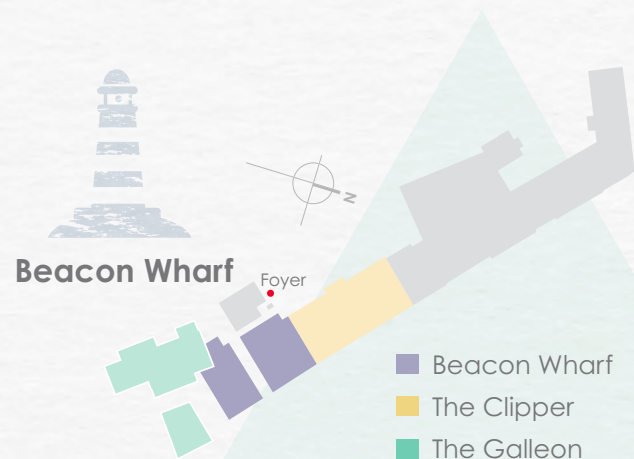 N
Beacon Wharf
Foyer
Beacon Wharf
The Clipper
The Galleon